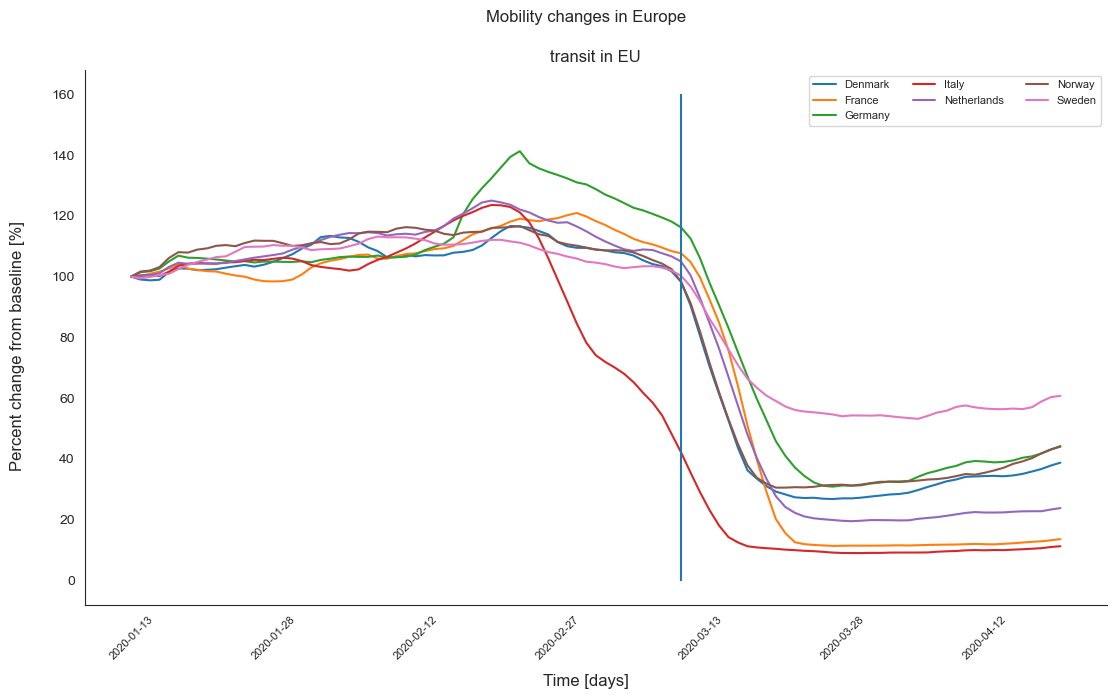 Mobility changes in Europe
transit in EU
Denmark
France
Germany
Italy
Netherlands
Norway
Sweden
Percent change from baseline [%]
160
140
120
100
80
60
40
20
0
2020-01-13
2020-01-28
2020-02-12
2020-02-27
2020-03-13
2020-03-28
2020-04-12
Time [days]